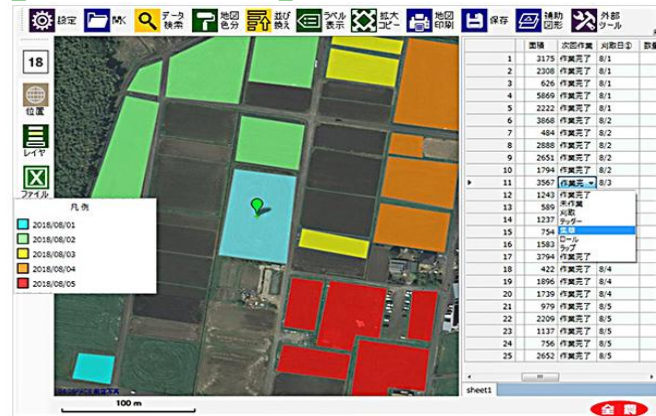 設定
MK
データ検索
地図色分
並び換え
ラベル表示
拡大コピー
地図印刷
保存
補助図形
外部ツール
18
位置
レイヤ
ファイル
凡例
2018/08/01
2018/08/02
2018/08/03
2018/08/04
2018/08/05
100 m
面積 次回作業 刈取日① 数量
1 3175 作業完了 8/1
2 2308 作業完了 8/1
3 626 作業完了 8/1
4 5869 作業完了 8/1
5 2222 作業完了 8/1
6 3868 作業完了 8/2
7 484 作業完了 8/2
8 2888 作業完了 8/2
9 2651 作業完了 8/2
10 1794 作業完了 8/2
11 3567 作業完 8/3
12 1243 作業完了
13 589 未作業
刈取
14 1237 テッダー
15 754 集草
ロール
16 1583 ラップ
17 3794 作業完了
18 422 作業完了 8/4
19 1896 作業完了 8/4
20 1739 作業完了 8/4
21 979 作業完了 8/5
22 2209 作業完了 8/5
23 1137 作業完了 8/5
24 756 作業完了 8/5
25 2652 作業完了 8/5
sheet1